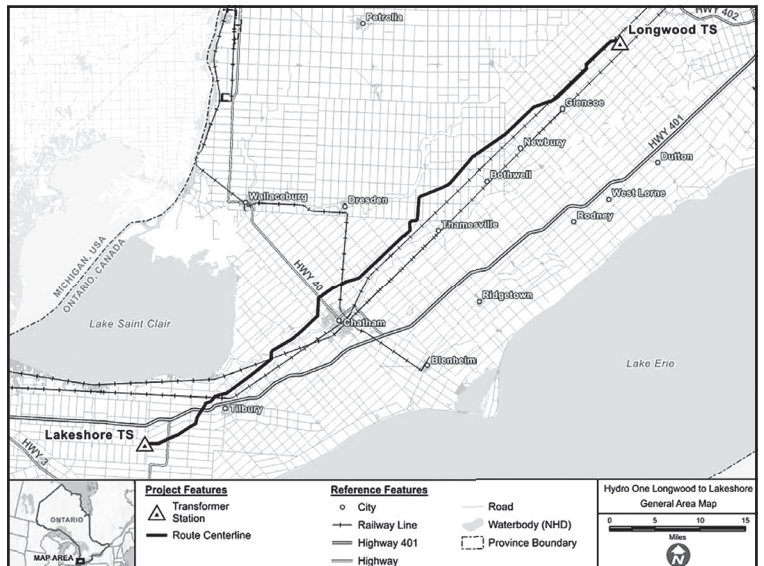 HWY 402
Petrolia
Longwood TS
Glencoe
Newbury
HWY 401
Dutton
Bothwell
Wallaceburg
Dresden
West Lorne
Rodney
Thamesville
MICHIGAN, USA
ONTARIO, CANADA
HWY 40
Ridgetown
Lake Saint Clair
Chatham
Lake Erie
Blenheim
Tilbury
Lakeshore TS
HWY 3
ONTARIO
MAP AREA
Project Features
Transformer
Station
Route Centerline
Reference Features
City
Railway Line
Highway 401
Highway
Road
Waterbody (NHD)
Province Boundary
Hydro One Longwood to Lakeshore
General Area Map
0 5 10 15
Miles
N